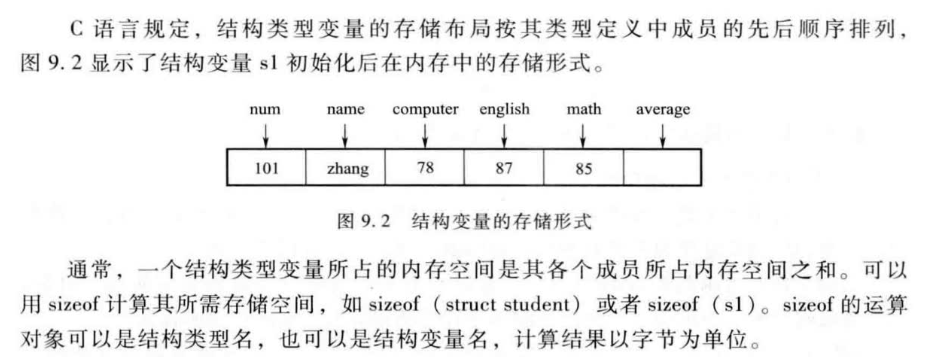 C 语言规定，结构类型变量的存储布局按其类型定义中成员的先后顺序排列，
图 9.2 显示了结构变量 s1 初始化后在内存中的存储形式。
num name computer english math average
101 zhang 78 87 85
图 9.2 结构变量的存储形式
通常，一个结构类型变量所占的内存空间是其各个成员所占内存空间之和。可以
用 sizeof 计算其所需存储空间，如 sizeof（struct student）或者 sizeof（s1）。sizeof 的运算
对象可以是结构类型名，也可以是结构变量名，计算结果以字节为单位。